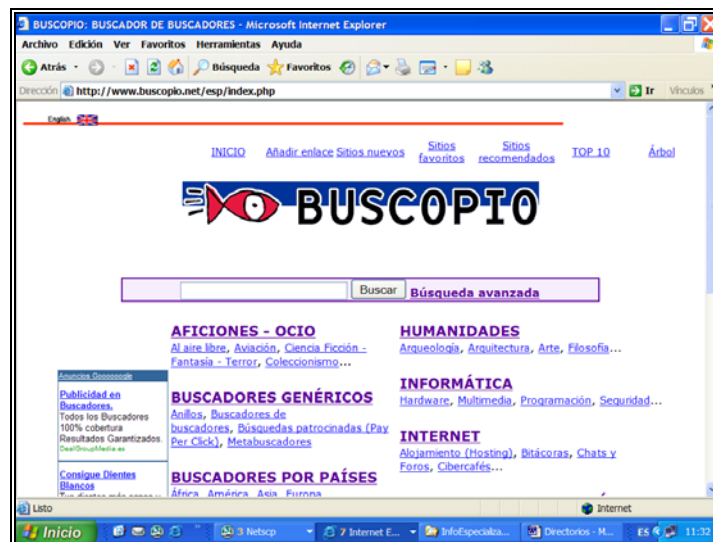 BUSCOPIO: BUSCADOR DE BUSCADORES - Microsoft Internet Explorer
Archivo Edición Ver Favoritos Herramientas Ayuda
Atrás Búsqueda Favoritos
Dirección http://www.buscopio.net/esp/index.php Ir Vínculos
English
INICIO Añadir enlace Sitios nuevos Sitios favoritos Sitios recomendados TOP 10 Árbol
BUSCOPIO
Buscar Búsqueda avanzada
AFICIONES - OCIO
Al aire libre, Aviación, Ciencia Ficción -
Fantasía - Terror, Coleccionismo...
HUMANIDADES
Arqueología, Arquitectura, Arte, Filosofía...
Anuncios Goooooogle
Publicidad en
Buscadores.
Todos los Buscadores
100% cobertura
Resultados Garantizados.
DealGroupMedia.es
Consigue Dientes
Blancos
BUSCADORES GENÉRICOS
Anillos, Buscadores de
buscadores, Búsquedas patrocinadas (Pay
Per Click), Metabuscadores
INFORMÁTICA
Hardware, Multimedia, Programación, Seguridad...
INTERNET
Alojamiento (Hosting), Bitácoras, Chats y
Foros, Cibercafés...
BUSCADORES POR PAÍSES
África, América, Asia, Europa
Listo Internet
Inicio 3 Netscp 7 Internet E... InfoEspecializa... Directorios - M... ES 11:32